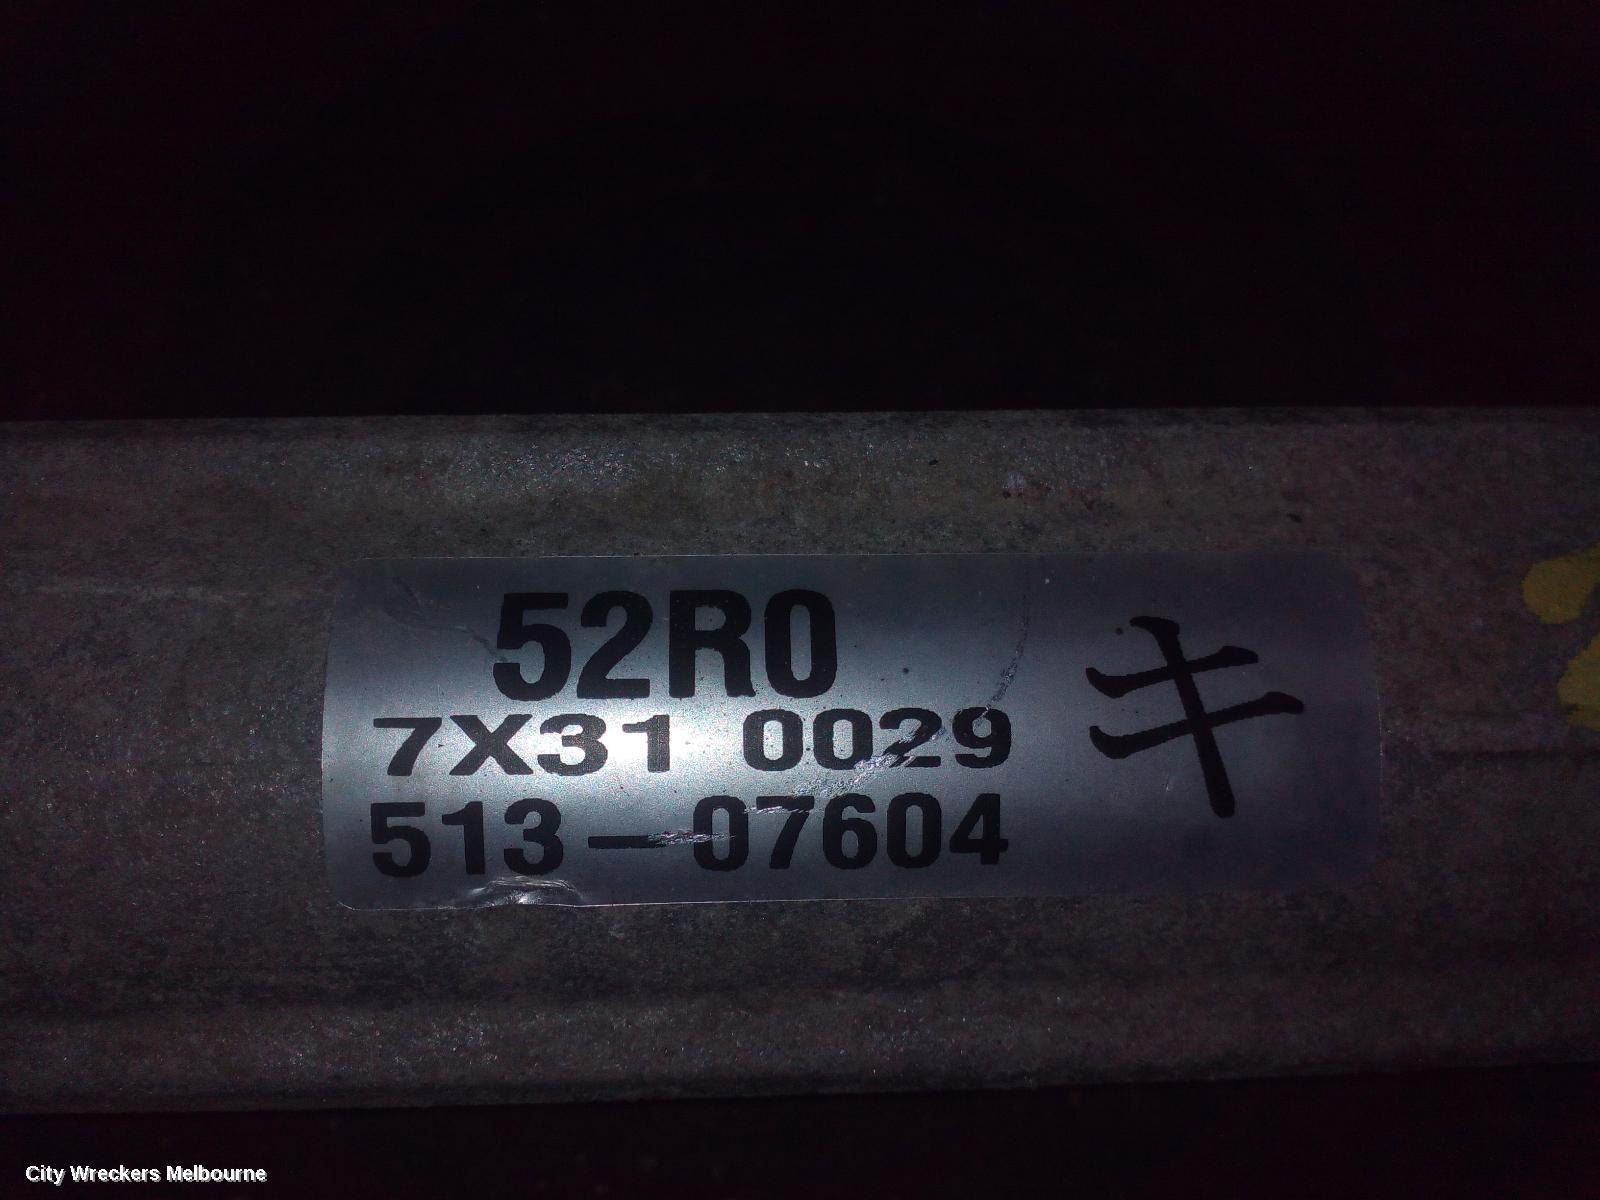 52R0
7X31 0029
513-07604
キ
City Wreckers Melbourne